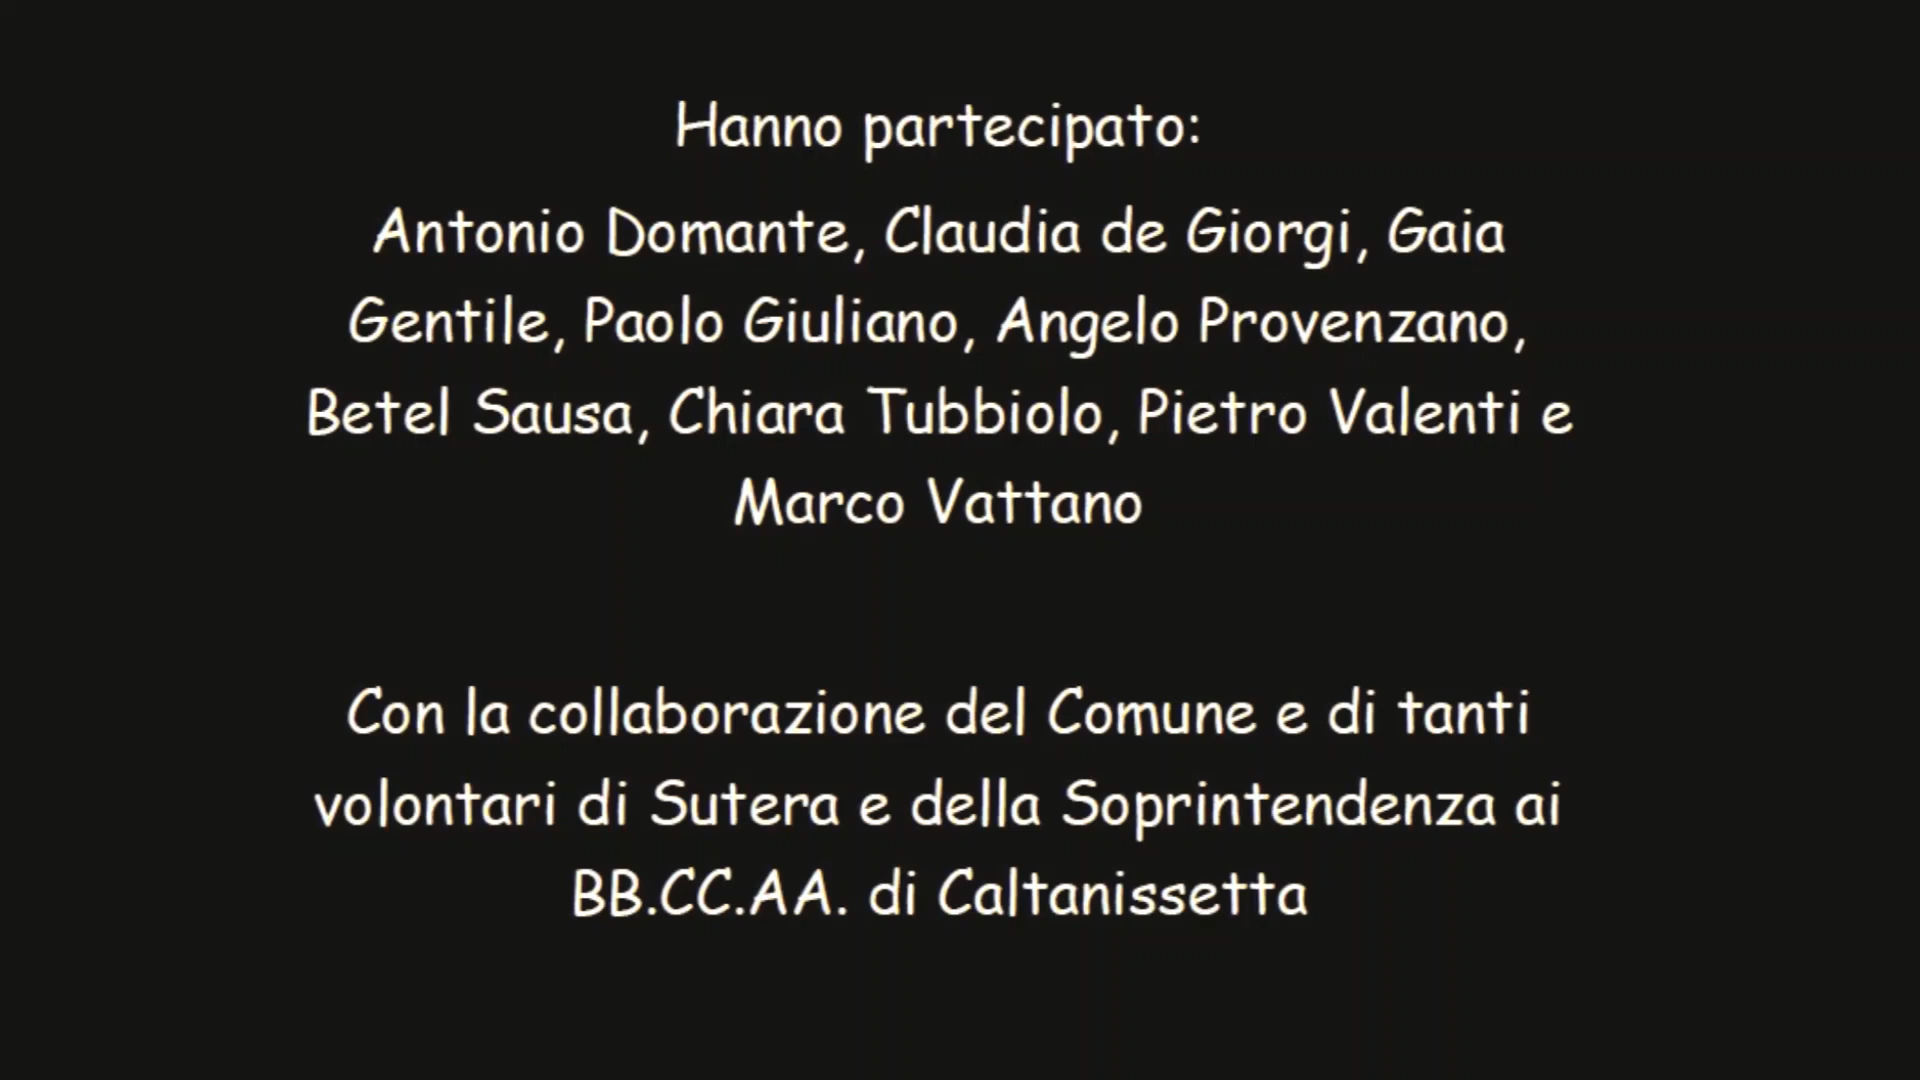 Hanno partecipato:
Antonio Domante, Claudia de Giorgi, Gaia
Gentile, Paolo Giuliano, Angelo Provenzano,
Betel Sausa, Chiara Tubbiolo, Pietro Valenti e
Marco Vattano
Con la collaborazione del Comune e di tanti
volontari di Sutera e della Soprintendenza ai
BB.CC.AA. di Caltanissetta